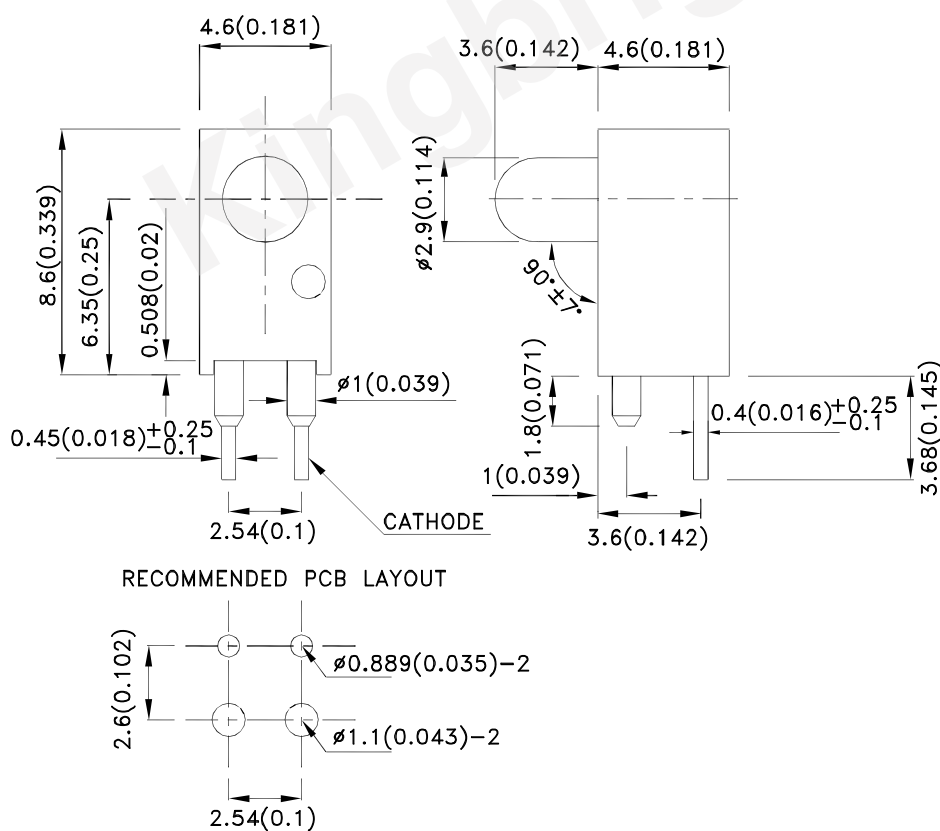 4.6(0.181)
3.6(0.142)
4.6(0.181)
8.6(0.339)
6.35(0.25)
0.508(0.02)
ø2.9(0.114)
90°±7°
ø1(0.039)
0.45(0.018)+0.25
-0.1
2.54(0.1)
CATHODE
1.8(0.071)
0.4(0.016)+0.25
-0.1
3.68(0.145)
1(0.039)
3.6(0.142)
RECOMMENDED PCB LAYOUT
2.6(0.102)
ø0.889(0.035)-2
ø1.1(0.043)-2
2.54(0.1)
Kingbrig